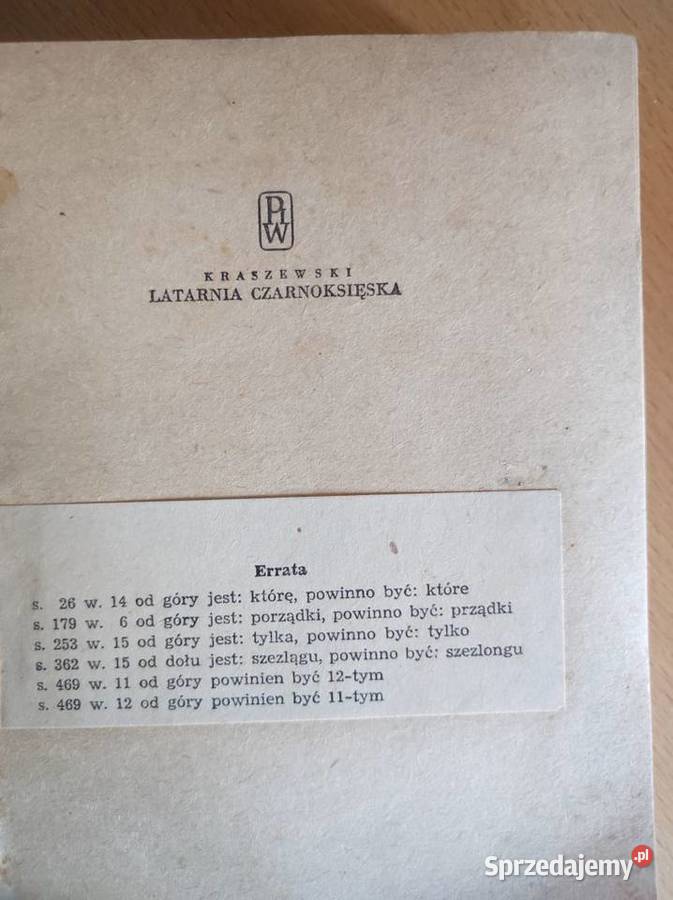 PIW
KRASZEWSKI
LATARNIA CZARNOKSIĘSKA
Errata
s. 26 w. 14 od góry jest: którę, powinno być: które
s. 179 w. 6 od góry jest: porządki, powinno być: prządki
s. 253 w. 15 od góry jest: tylka, powinno być: tylko
s. 362 w. 15 od dołu jest: szezlągu, powinno być: szezlongu
s. 469 w. 11 od góry powinien być 12-tym
s. 469 w. 12 od góry powinien być 11-tym
Sprzedajemy.pl